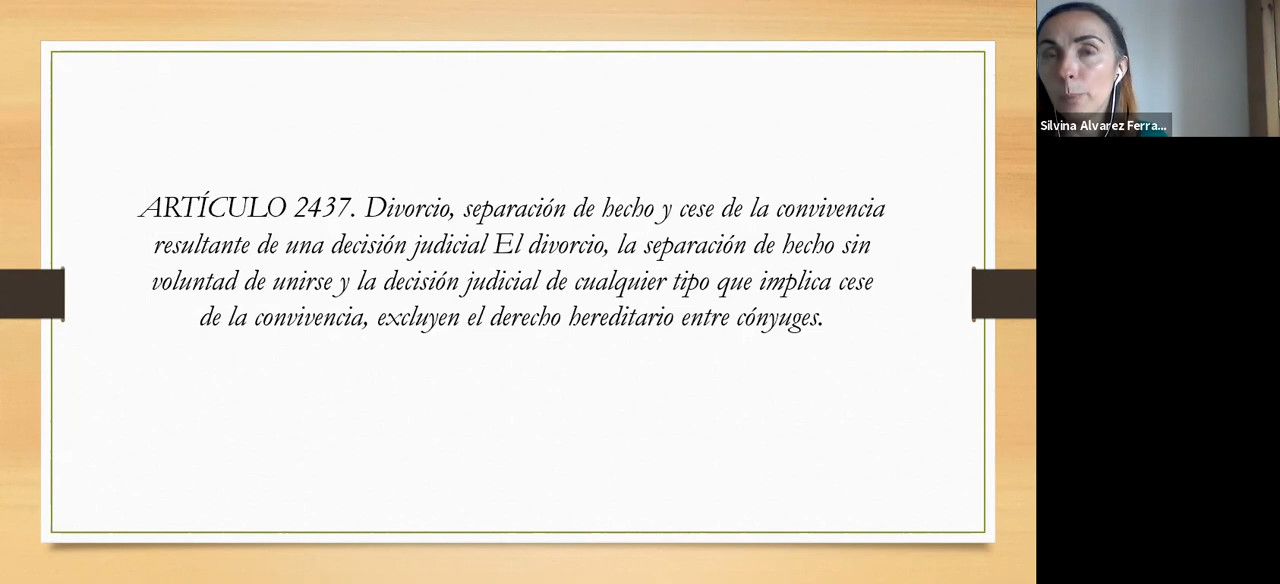 ARTÍCULO 2437. Divorcio, separación de hecho y cese de la convivencia
resultante de una decisión judicial El divorcio, la separación de hecho sin
voluntad de unirse y la decisión judicial de cualquier tipo que implica cese
de la convivencia, excluyen el derecho hereditario entre cónyuges.
Silvina Alvarez Ferra...